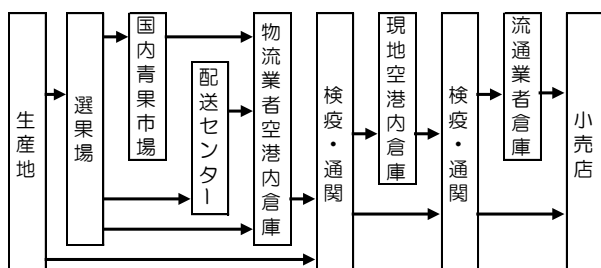 生産地
選果場
国内青果市場
配送センター
物流業者空港内倉庫
検疫・通関
現地空港内倉庫
検疫・通関
流通業者倉庫
小売店